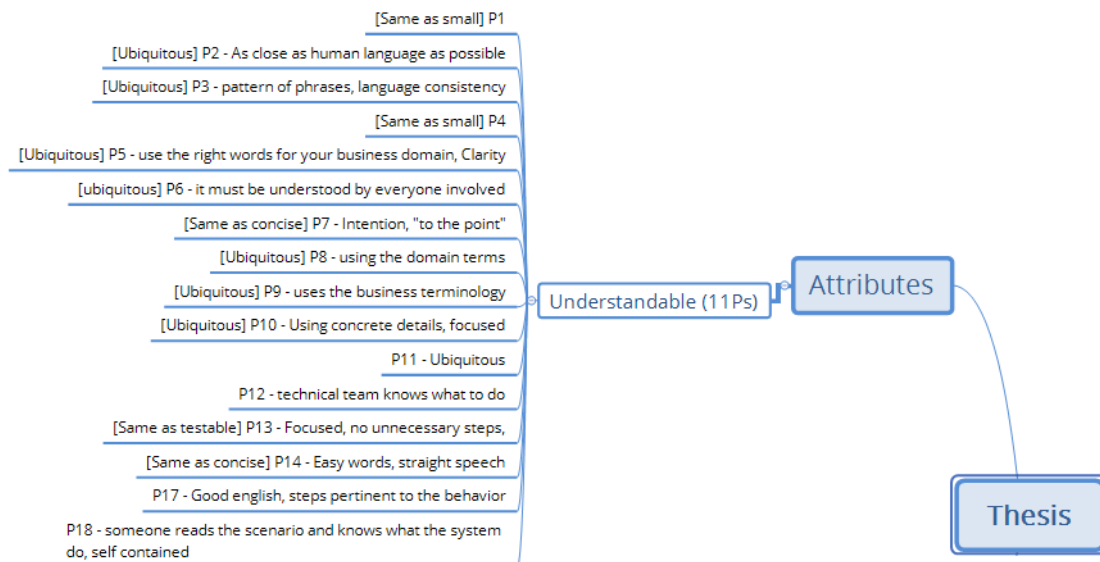 [Same as small] P1
[Ubiquitous] P2 - As close as human language as possible
[Ubiquitous] P3 - pattern of phrases, language consistency
[Same as small] P4
[Ubiquitous] P5 - use the right words for your business domain, Clarity
[ubiquitous] P6 - it must be understood by everyone involved
[Same as concise] P7 - Intention, "to the point"
[Ubiquitous] P8 - using the domain terms
[Ubiquitous] P9 - uses the business terminology
[Ubiquitous] P10 - Using concrete details, focused
P11 - Ubiquitous
P12 - technical team knows what to do
[Same as testable] P13 - Focused, no unnecessary steps,
[Same as concise] P14 - Easy words, straight speech
P17 - Good english, steps pertinent to the behavior
P18 - someone reads the scenario and knows what the system
do, self contained
Understandable (11Ps)
Attributes
Thesis